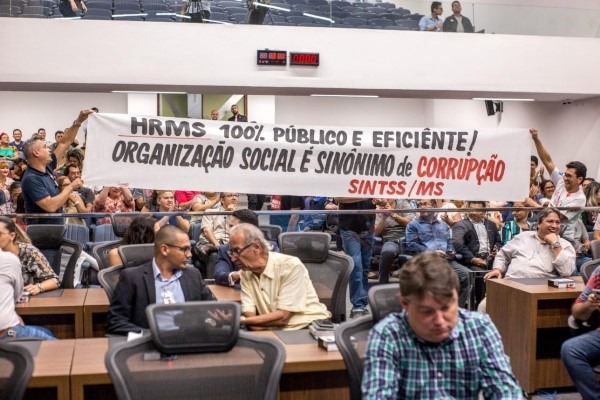 HRMS 100% PÚBLICO E EFICIÊNTE!
ORGANIZAÇÃO SOCIAL É SINÔNIMO de CORRUPÇÃO
SINTSS/MS